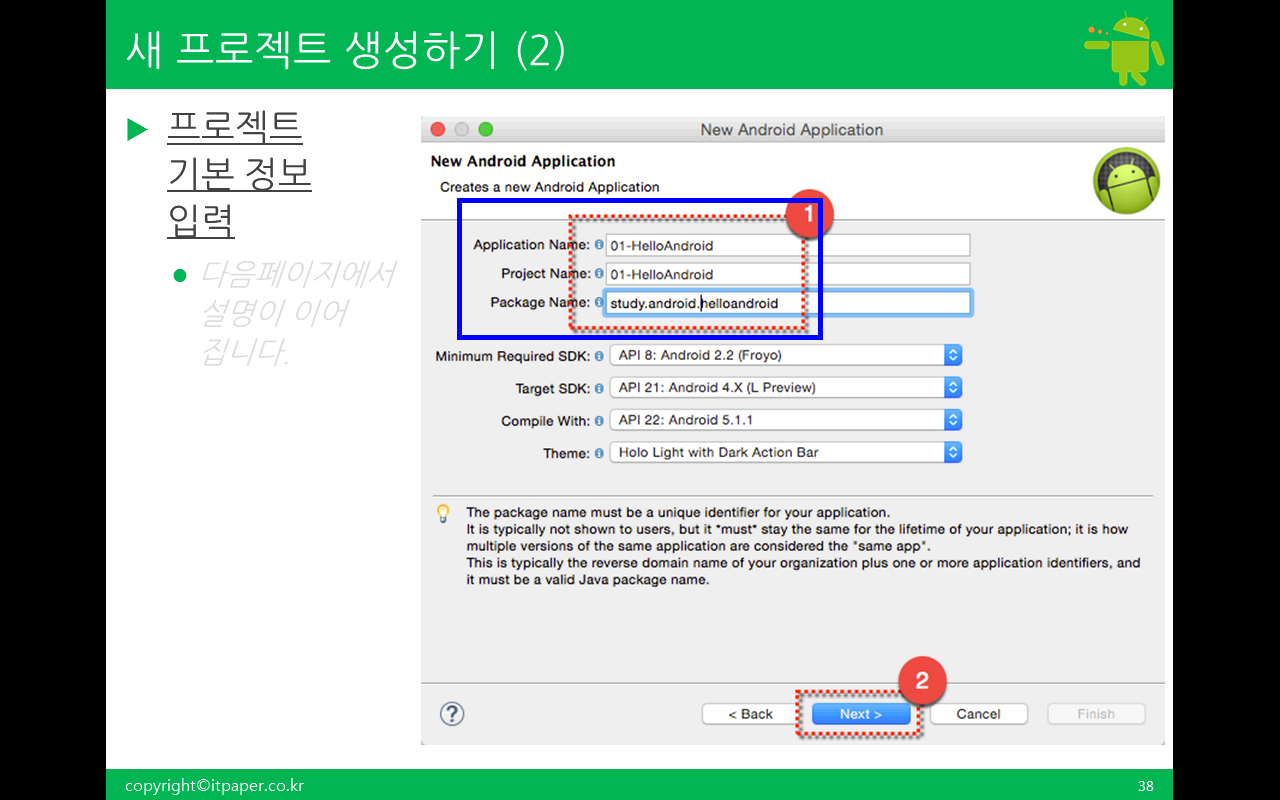 새 프로젝트 생성하기 (2)
프로젝트
기본 정보
입력
다음페이지에서
설명이 이어
집니다.
New Android Application
New Android Application
Creates a new Android Application
1
Application Name: 01-HelloAndroid
Project Name: 01-HelloAndroid
Package Name: study.android.helloandroid
Minimum Required SDK: API 8: Android 2.2 (Froyo)
Target SDK: API 21: Android 4.X (L Preview)
Compile With: API 22: Android 5.1.1
Theme: Holo Light with Dark Action Bar
The package name must be a unique identifier for your application.
It is typically not shown to users, but it *must* stay the same for the lifetime of your application; it is how
multiple versions of the same application are considered the "same app".
This is typically the reverse domain name of your organization plus one or more application identifiers, and
it must be a valid Java package name.
2
? < Back Next > Cancel Finish
copyright©itpaper.co.kr 38